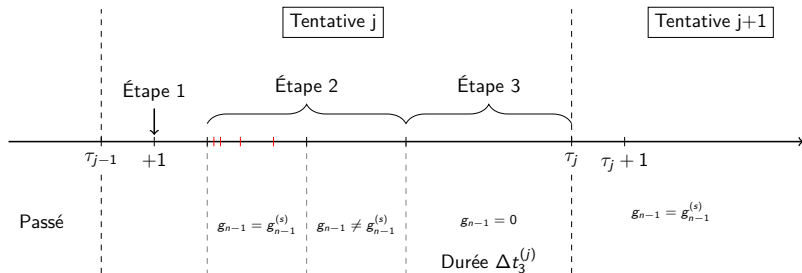 Tentative j
Tentative j+1
Étape 1
Étape 2
Étape 3
τ_{j−1}
+1
τ_j
τ_j + 1
Passé
g_{n−1} = g_{n−1}^{(s)}
g_{n−1} ≠ g_{n−1}^{(s)}
g_{n−1} = 0
g_{n−1} = g_{n−1}^{(s)}
Durée Δt_3^{(j)}